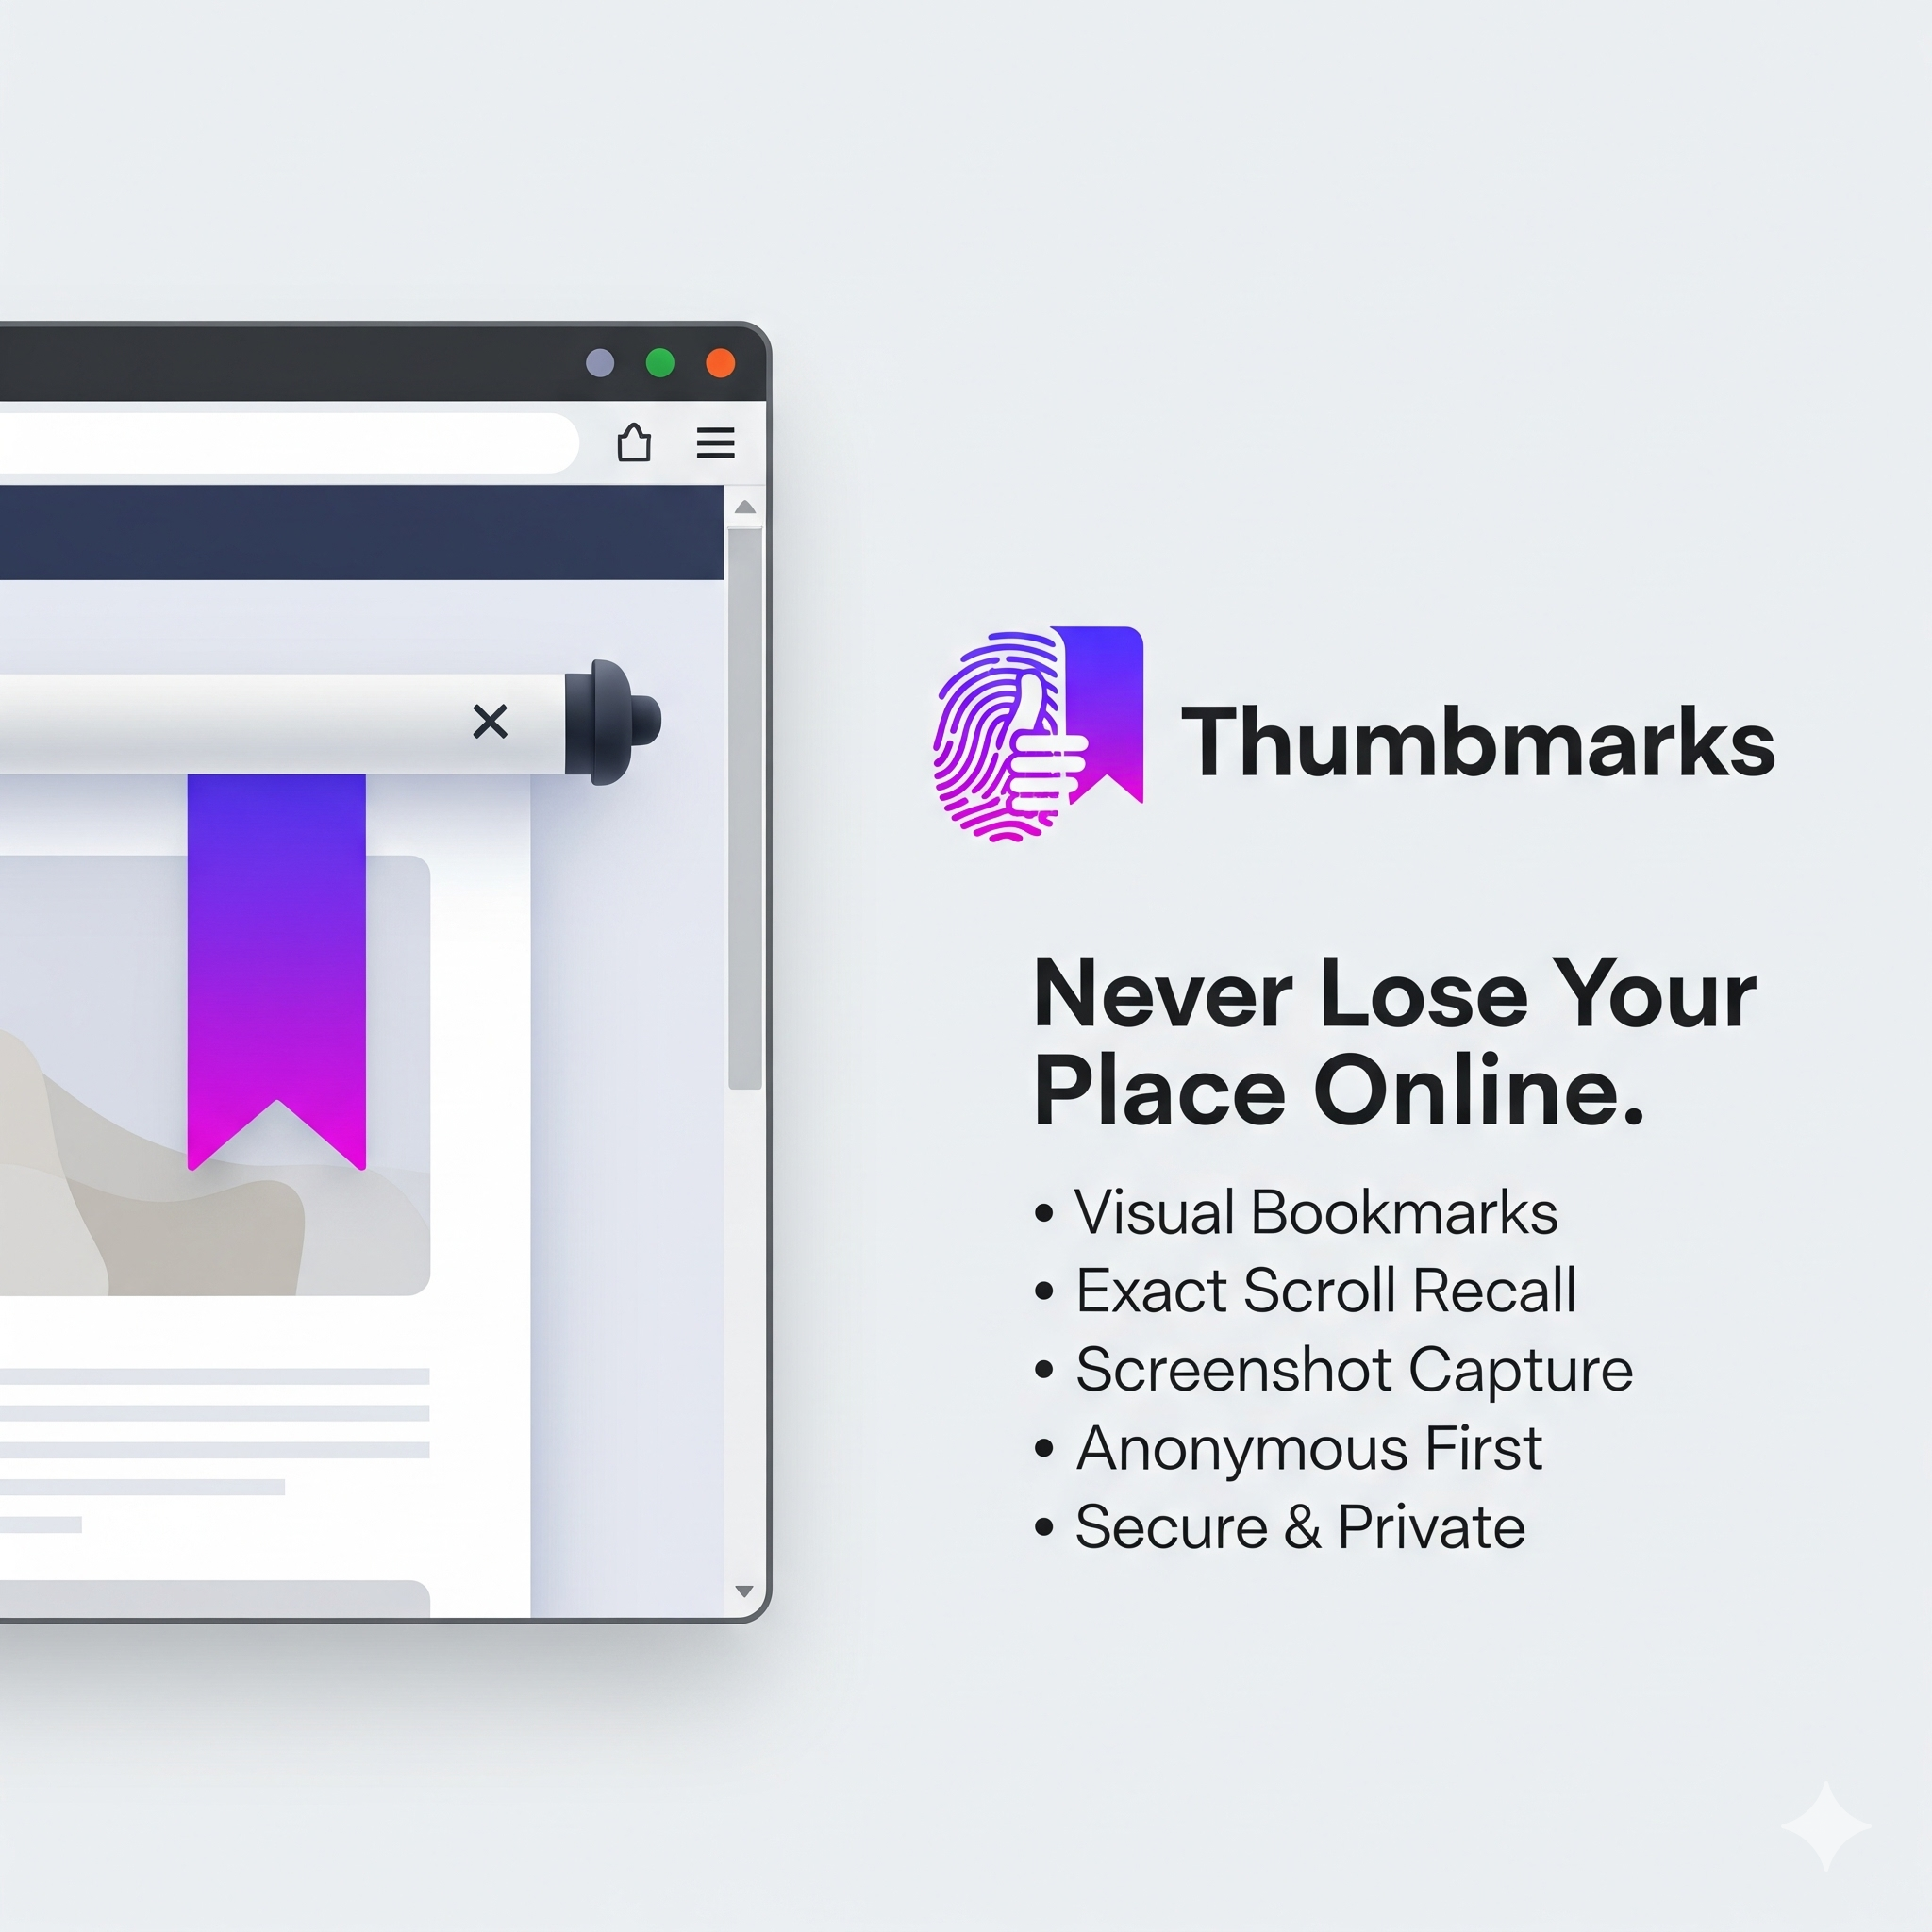 Thumbmarks
Never Lose Your
Place Online.
• Visual Bookmarks
• Exact Scroll Recall
• Screenshot Capture
• Anonymous First
• Secure & Private